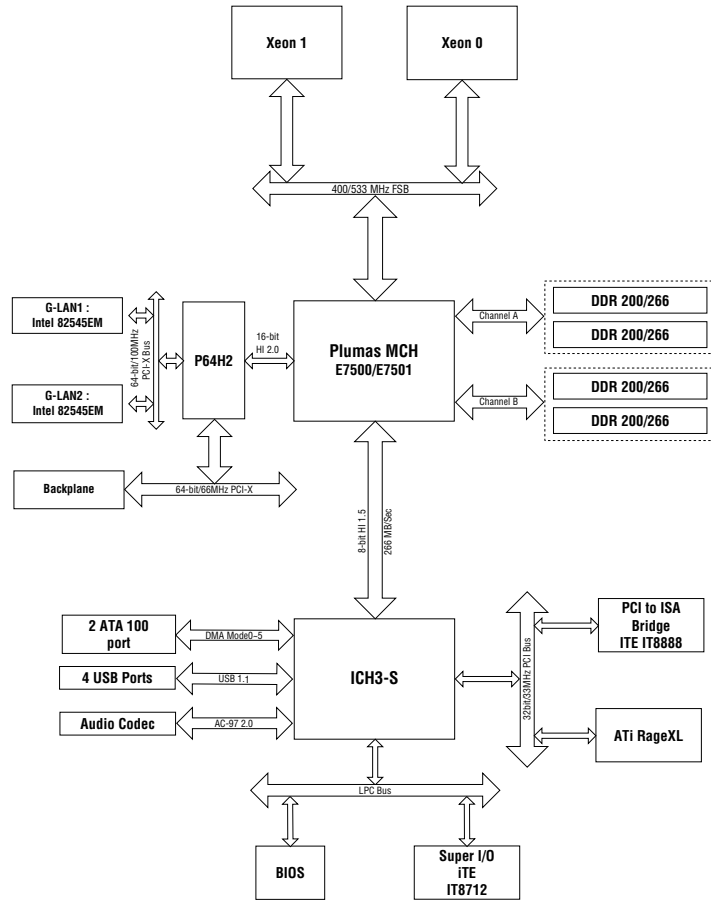 Xeon 1
Xeon 0
400/533 MHz FSB
G-LAN1 :
Intel 82545EM
G-LAN2 :
Intel 82545EM
64-bit/100MHz
PCI-X Bus
P64H2
16-bit
HI 2.0
Plumas MCH
E7500/E7501
Channel A
DDR 200/266
DDR 200/266
Channel B
DDR 200/266
DDR 200/266
Backplane
64-bit/66MHz PCI-X
8-bit HI 1.5
266 MB/Sec
2 ATA 100
port
DMA Mode0~5
4 USB Ports
USB 1.1
Audio Codec
AC-97 2.0
ICH3-S
32bit/33MHz PCI Bus
PCI to ISA
Bridge
ITE IT8888
ATi RageXL
LPC Bus
BIOS
Super I/O
iTE
IT8712